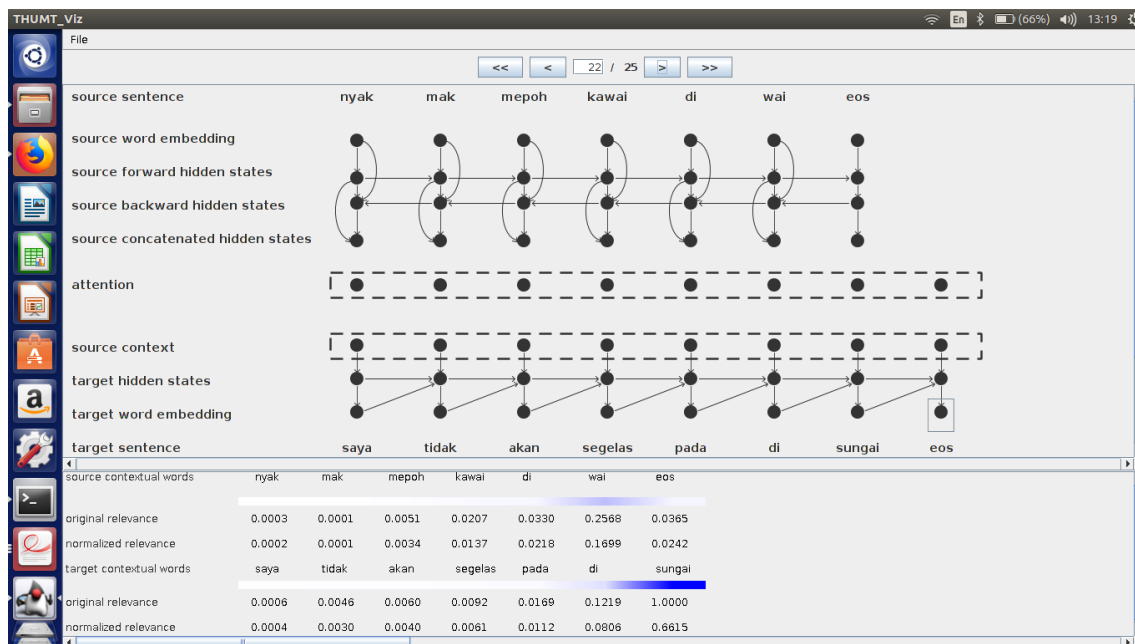 THUMT_Viz En (66%) 13:19
File
<< < 22 / 25 > >>
source sentence nyak mak mepoh kawai di wai eos
source word embedding
source forward hidden states
source backward hidden states
source concatenated hidden states
attention
source context
target hidden states
target word embedding
target sentence saya tidak akan segelas pada di sungai eos
source contextual words nyak mak mepoh kawai di wai eos
original relevance 0.0003 0.0001 0.0051 0.0207 0.0330 0.2568 0.0365
normalized relevance 0.0002 0.0001 0.0034 0.0137 0.0218 0.1699 0.0242
target contextual words saya tidak akan segelas pada di sungai
original relevance 0.0006 0.0046 0.0060 0.0092 0.0169 0.1219 1.0000
normalized relevance 0.0004 0.0030 0.0040 0.0061 0.0112 0.0806 0.6615